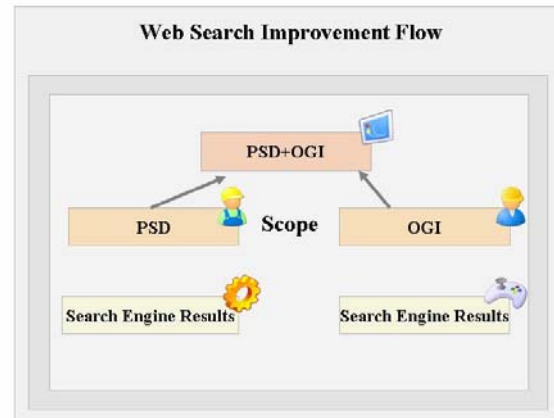 Web Search Improvement Flow
PSD+OGI
PSD
Scope
OGI
Search Engine Results
Search Engine Results